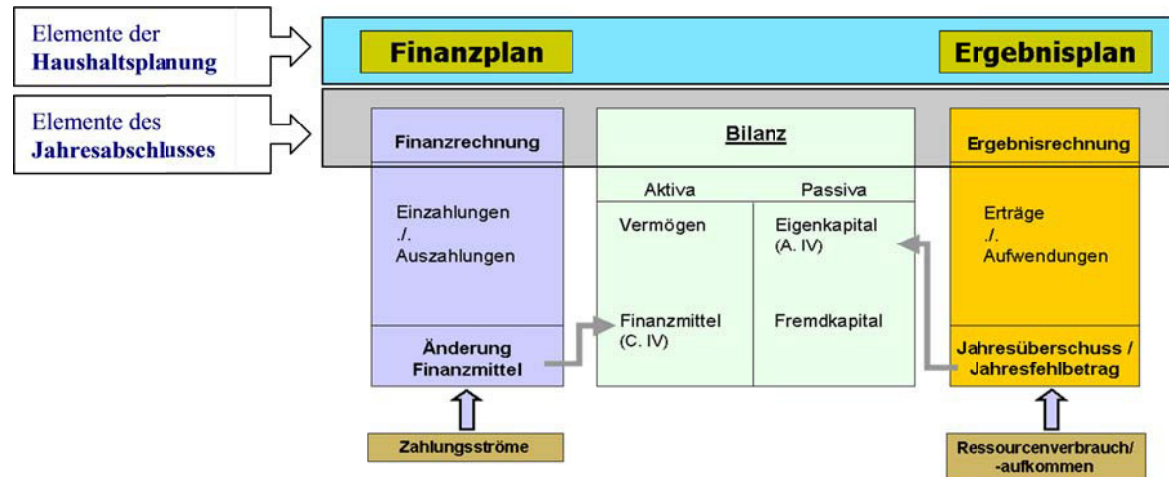 Elemente der
Haushaltsplanung
Finanzplan
Ergebnisplan
Elemente des
Jahresabschlusses
Finanzrechnung
Einzahlungen
./.
Auszahlungen
Änderung
Finanzmittel
Bilanz
Aktiva
Passiva
Vermögen
Eigenkapital
(A. IV)
Finanzmittel
(C. IV)
Fremdkapital
Ergebnisrechnung
Erträge
./.
Aufwendungen
Jahresüberschuss /
Jahresfehlbetrag
Zahlungsströme
Ressourcenverbrauch/
-aufkommen